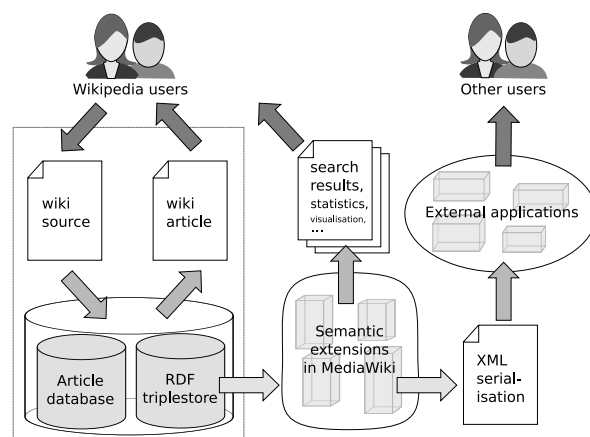 Wikipedia users
Other users
wiki
source
wiki
article
search
results,
statistics,
visualisation,
...
External applications
Semantic
extensions
in MediaWiki
Article
database
RDF
triplestore
XML
serial-
isation